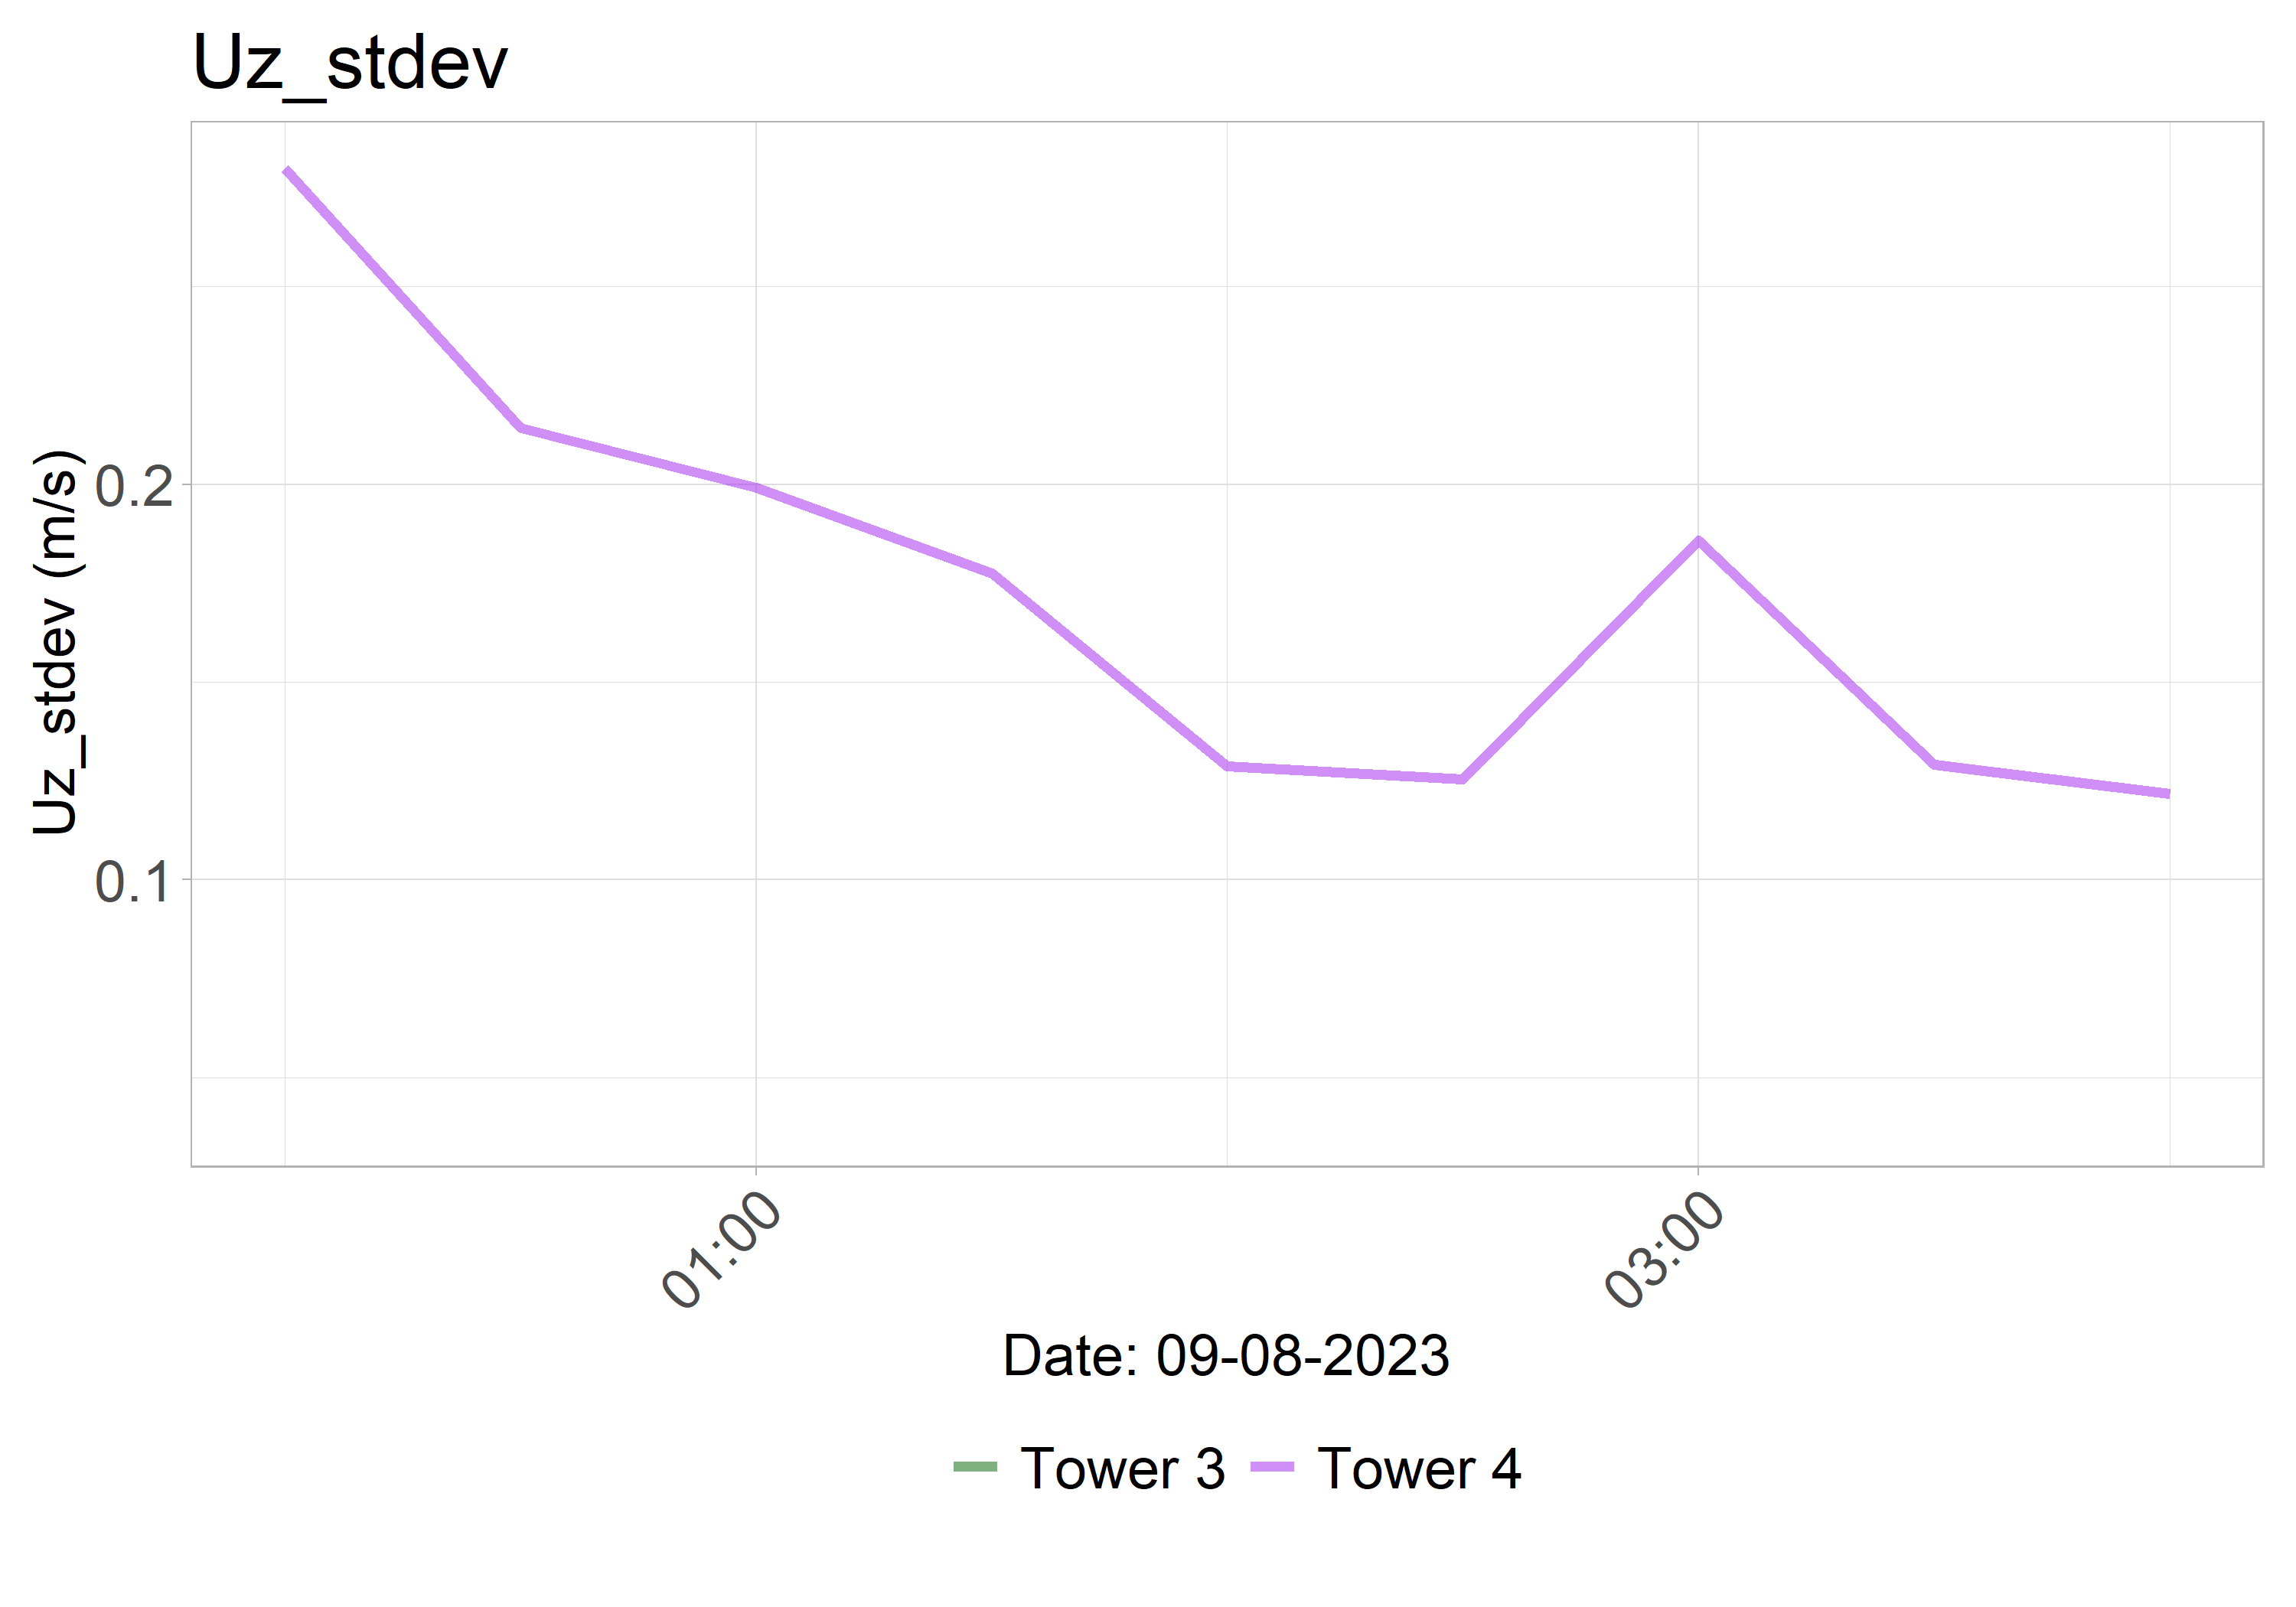 Uz_stdev
Uz_stdev (m/s)
0.2
0.1
01:00
03:00
Date: 09-08-2023
Tower 3
Tower 4